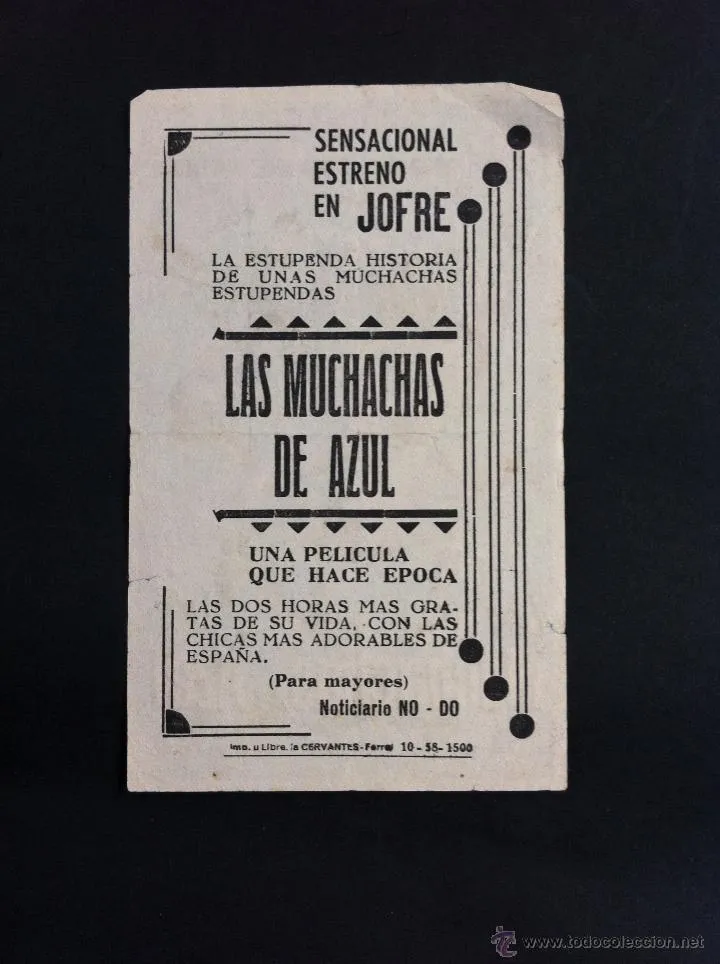 SENSACIONAL
ESTRENO
EN JOFRE
LA ESTUPENDA HISTORIA
DE UNAS MUCHACHAS
ESTUPENDAS
LAS MUCHACHAS
DE AZUL
UNA PELICULA
QUE HACE EPOCA
LAS DOS HORAS MAS GRA-
TAS DE SU VIDA, CON LAS
CHICAS MAS ADORABLES DE
ESPAÑA.
(Para mayores)
Noticiario NO - DO
Imp. u Libre. ía CERVANTES-Ferrol 10-58-1500
www.todocoleccion.net